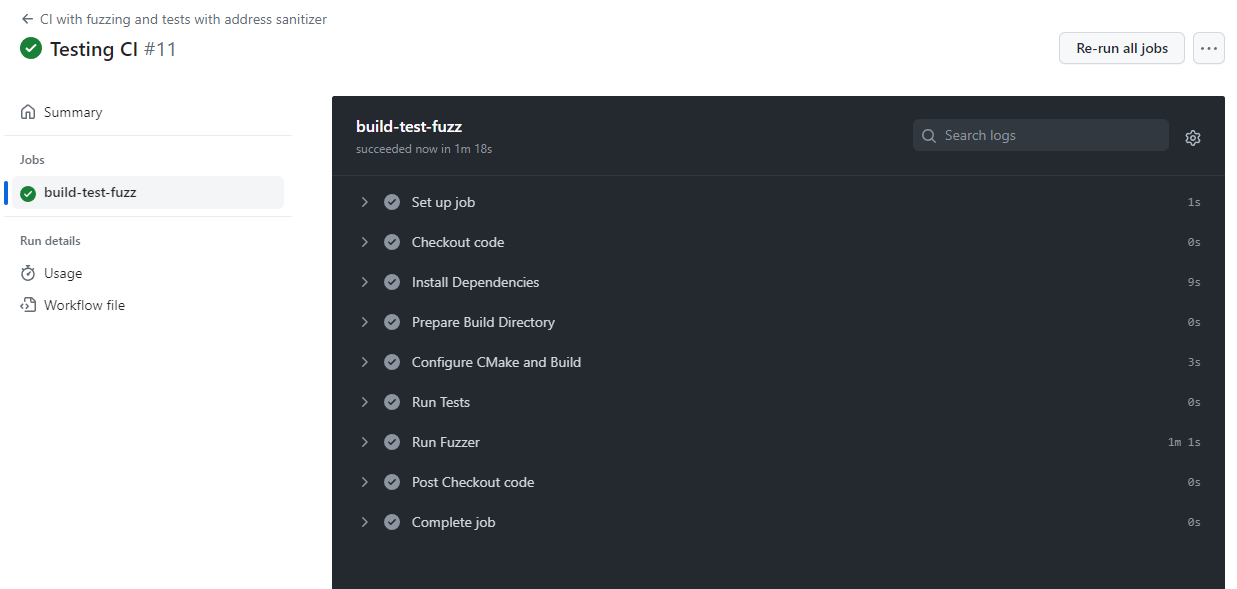 CI with fuzzing and tests with address sanitizer
Testing CI #11
Re-run all jobs
Summary
Jobs
build-test-fuzz
Run details
Usage
Workflow file
build-test-fuzz
succeeded now in 1m 18s
Search logs
Set up job 1s
Checkout code 0s
Install Dependencies 9s
Prepare Build Directory 0s
Configure CMake and Build 3s
Run Tests 0s
Run Fuzzer 1m 1s
Post Checkout code 0s
Complete job 0s